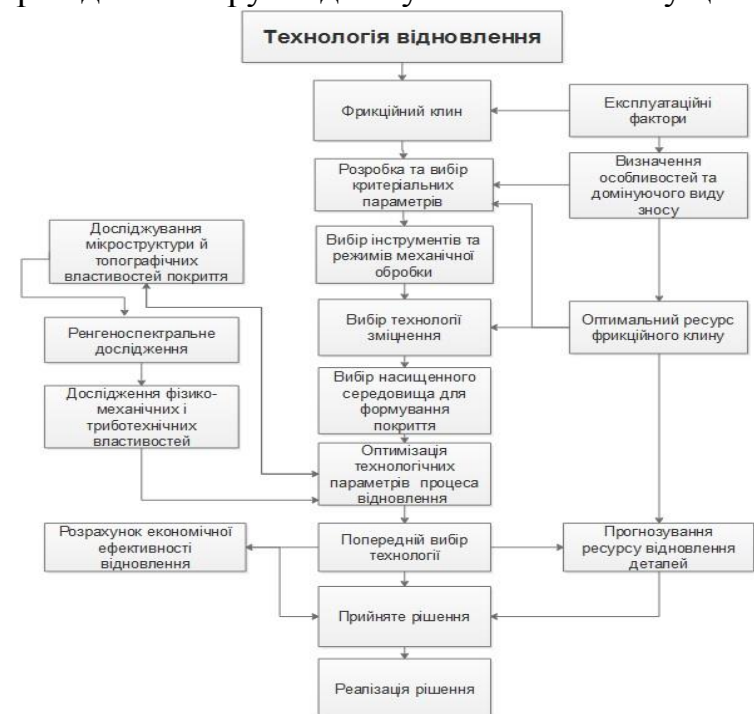 Технологія відновлення
Фрикційний клин
Експлуатаційні
фактори
Розробка та вибір
критеріальних
параметрів
Визначення
особливостей та
домінуючого виду
зносу
Досліджування
мікроструктури й
топографічних
властивостей покриття
Вибір інструментів та
режимів механічної
обробки
Ренгеноспектральне
дослідження
Вибір технології
зміцнення
Оптимальний ресурс
фрикційного клину
Дослідження фізико-
механічних і
триботехнічних
властивостей
Вибір насищенного
середовища для
формування
покриття
Оптимізація
технологічних
параметрів процеса
відновлення
Розрахунок економічної
ефективності
відновлення
Попередній вибір
технології
Прогнозування
ресурсу відновлення
деталей
Прийняте рішення
Реалізація рішення